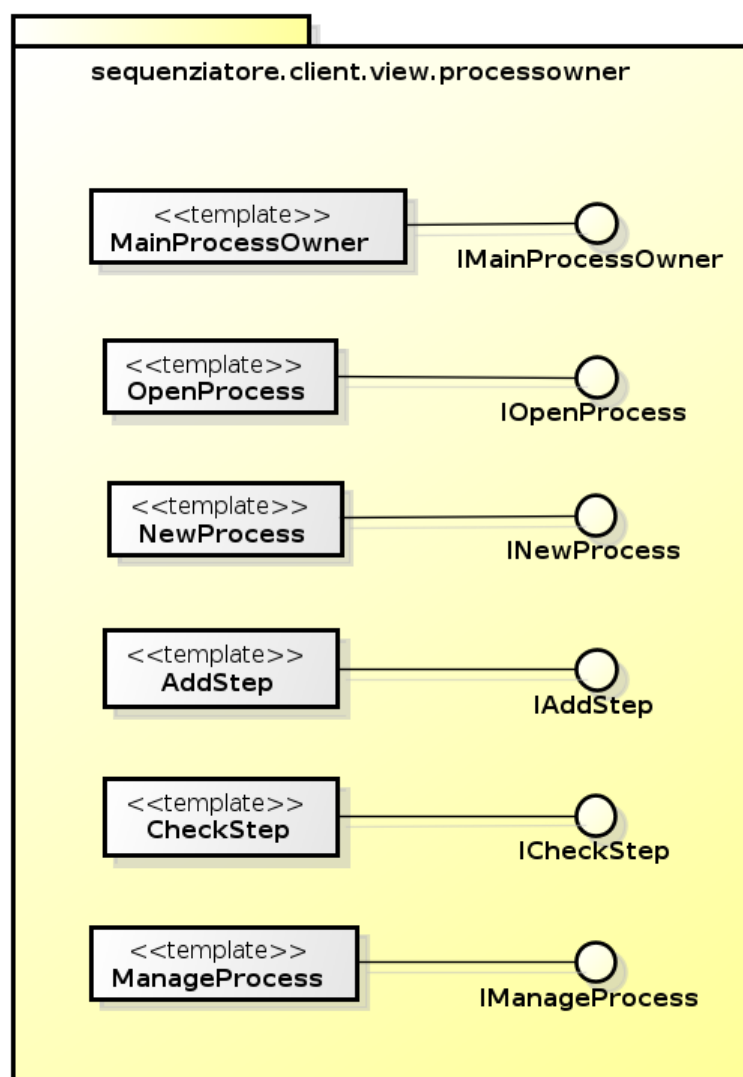 sequenziatore.client.view.processowner
<<template>>
MainProcessOwner
IMainProcessOwner
<<template>>
OpenProcess
IOpenProcess
<<template>>
NewProcess
INewProcess
<<template>>
AddStep
IAddStep
<<template>>
CheckStep
ICheckStep
<<template>>
ManageProcess
IManageProcess